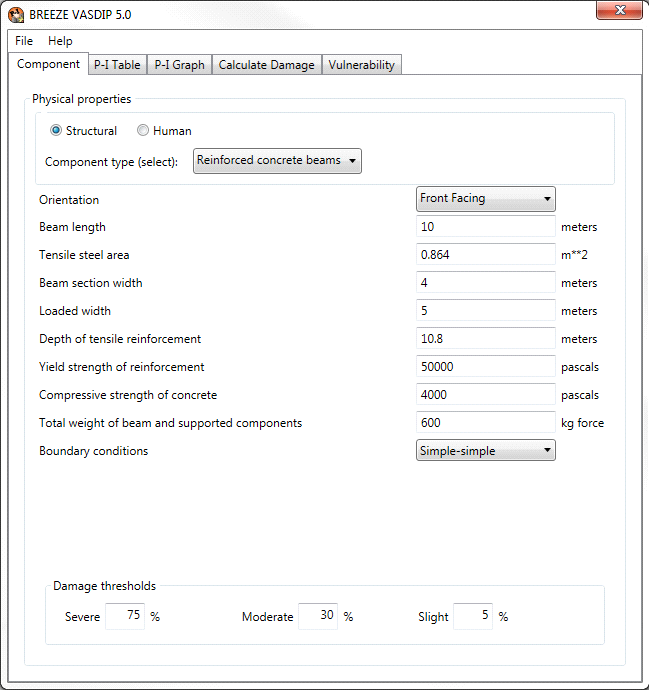 BREEZE VASDIP 5.0
File Help
Component P-I Table P-I Graph Calculate Damage Vulnerability
Physical properties
Structural Human
Component type (select): Reinforced concrete beams
Orientation Front Facing
Beam length 10 meters
Tensile steel area 0.864 m**2
Beam section width 4 meters
Loaded width 5 meters
Depth of tensile reinforcement 10.8 meters
Yield strength of reinforcement 50000 pascals
Compressive strength of concrete 4000 pascals
Total weight of beam and supported components 600 kg force
Boundary conditions Simple-simple
Damage thresholds
Severe 75 % Moderate 30 % Slight 5 %